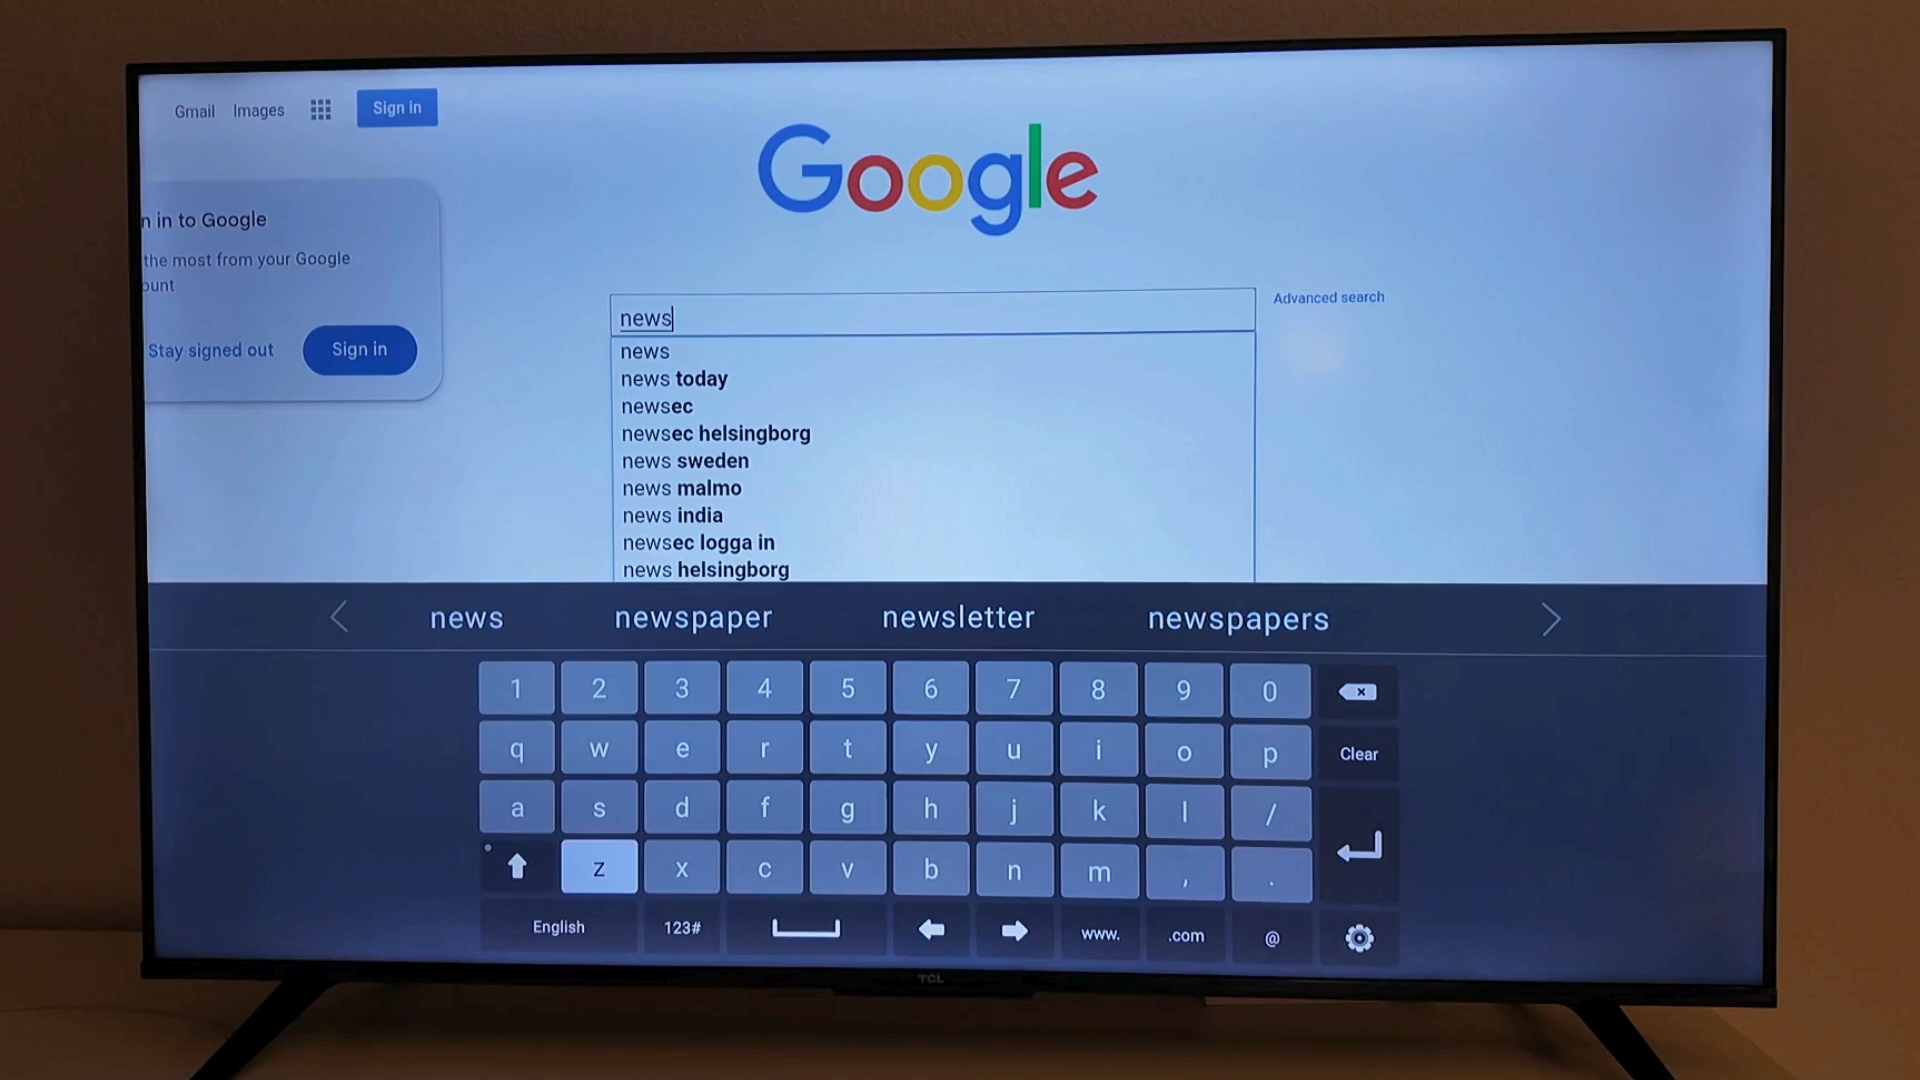 Gmail Images Sign in
Google
n in to Google
the most from your Google
ount
Stay signed out Sign in
news
Advanced search
news
news today
newsec
newsec helsingborg
news sweden
news malmo
news india
newsec logga in
news helsingborg
news newspaper newsletter newspapers
1 2 3 4 5 6 7 8 9 0
q w e r t y u i o p Clear
a s d f g h j k l /
z x c v b n m , .
English 123# www. .com @
TCL